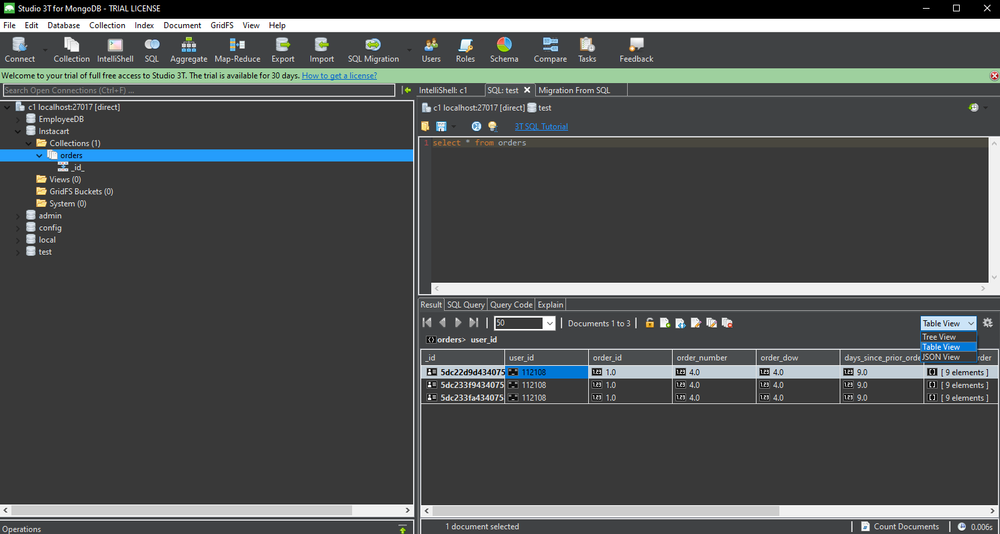 Studio 3T for MongoDB - TRIAL LICENSE
File Edit Database Collection Index Document GridFS View Help
Connect Collection IntelliShell SQL Aggregate Map-Reduce Export Import SQL Migration Users Roles Schema Compare Tasks Feedback
Welcome to your trial of full free access to Studio 3T. The trial is available for 30 days. How to get a license?
Search Open Connections (Ctrl+F) ...
c1 localhost:27017 [direct]
EmployeeDB
Instacart
Collections (1)
orders
_id_
Views (0)
GridFS Buckets (0)
System (0)
admin
config
local
test
Operations
IntelliShell: c1 SQL: test Migration From SQL
c1 localhost:27017 [direct] test
3T SQL Tutorial
1 select * from orders
Result SQL Query Query Code Explain
50 Documents 1 to 3 Table View
Tree View
Table View
JSON View
orders> user_id
_id user_id order_id order_number order_dow days_since_prior_orde rder
5dc22d9d434075 112108 1.0 4.0 4.0 9.0 [ 9 elements ]
5dc233f9434075 112108 1.0 4.0 4.0 9.0 [ 9 elements ]
5dc233fa434075 112108 1.0 4.0 4.0 9.0 [ 9 elements ]
1 document selected Count Documents 0.006s